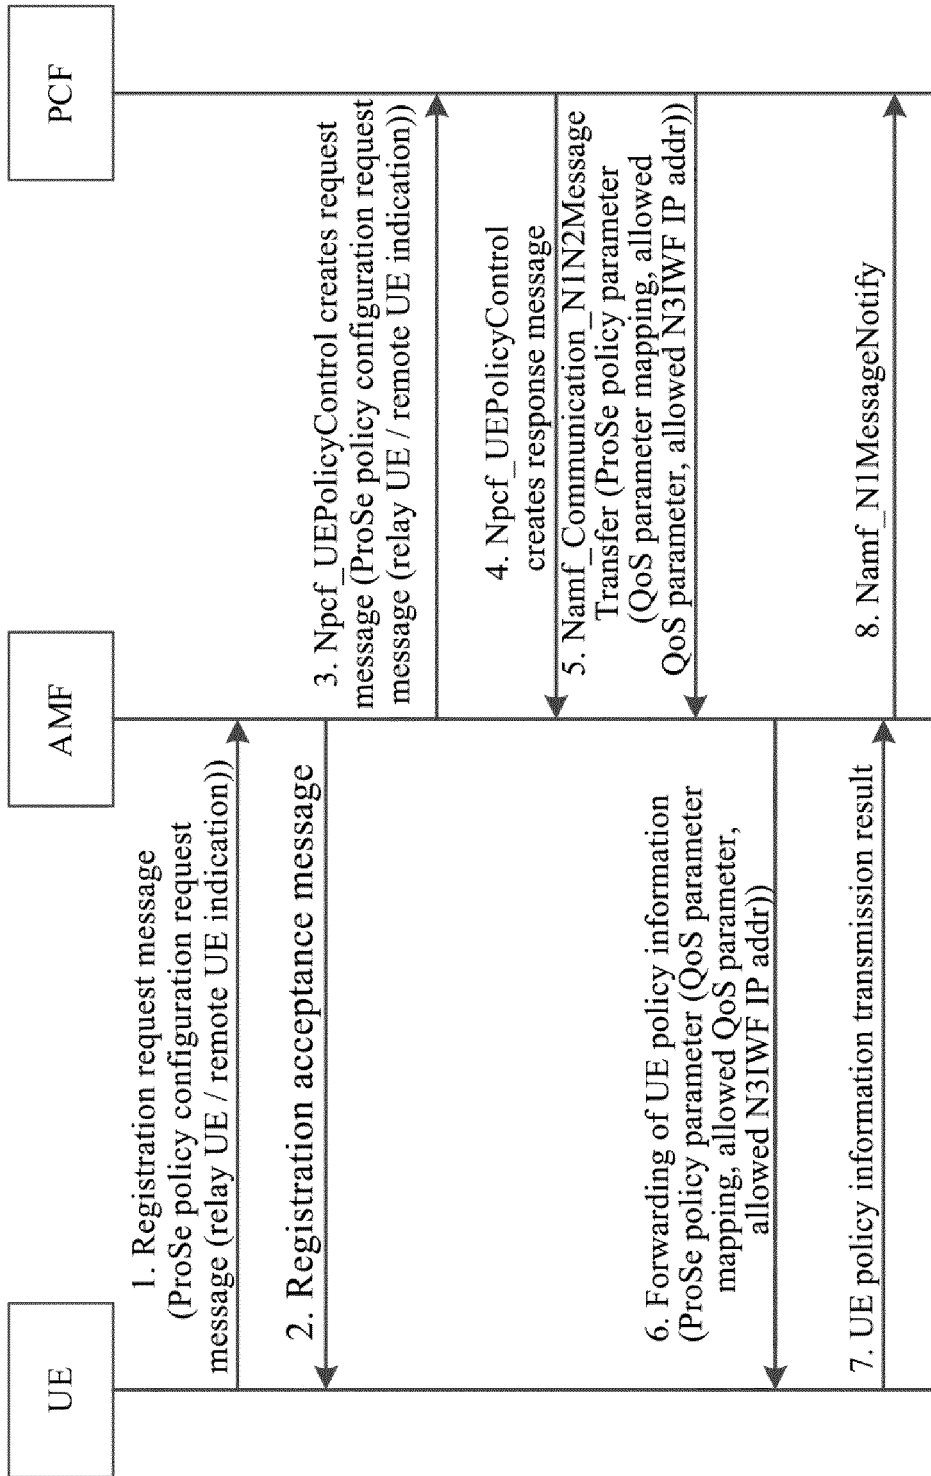 UE
AMF
PCF
1. Registration request message
(ProSe policy configuration request
message (relay UE / remote UE indication))
2. Registration acceptance message
3. Npcf_UEPolicyControl creates request
message (ProSe policy configuration request
message (relay UE / remote UE indication))
4. Npcf_UEPolicyControl
creates response message
5. Namf_Communication_N1N2Message
Transfer (ProSe policy parameter
(QoS parameter mapping, allowed
QoS parameter, allowed N3IWF IP addr))
6. Forwarding of UE policy information
(ProSe policy parameter (QoS parameter
mapping, allowed QoS parameter,
allowed N3IWF IP addr))
7. UE policy information transmission result
8. Namf_N1MessageNotify